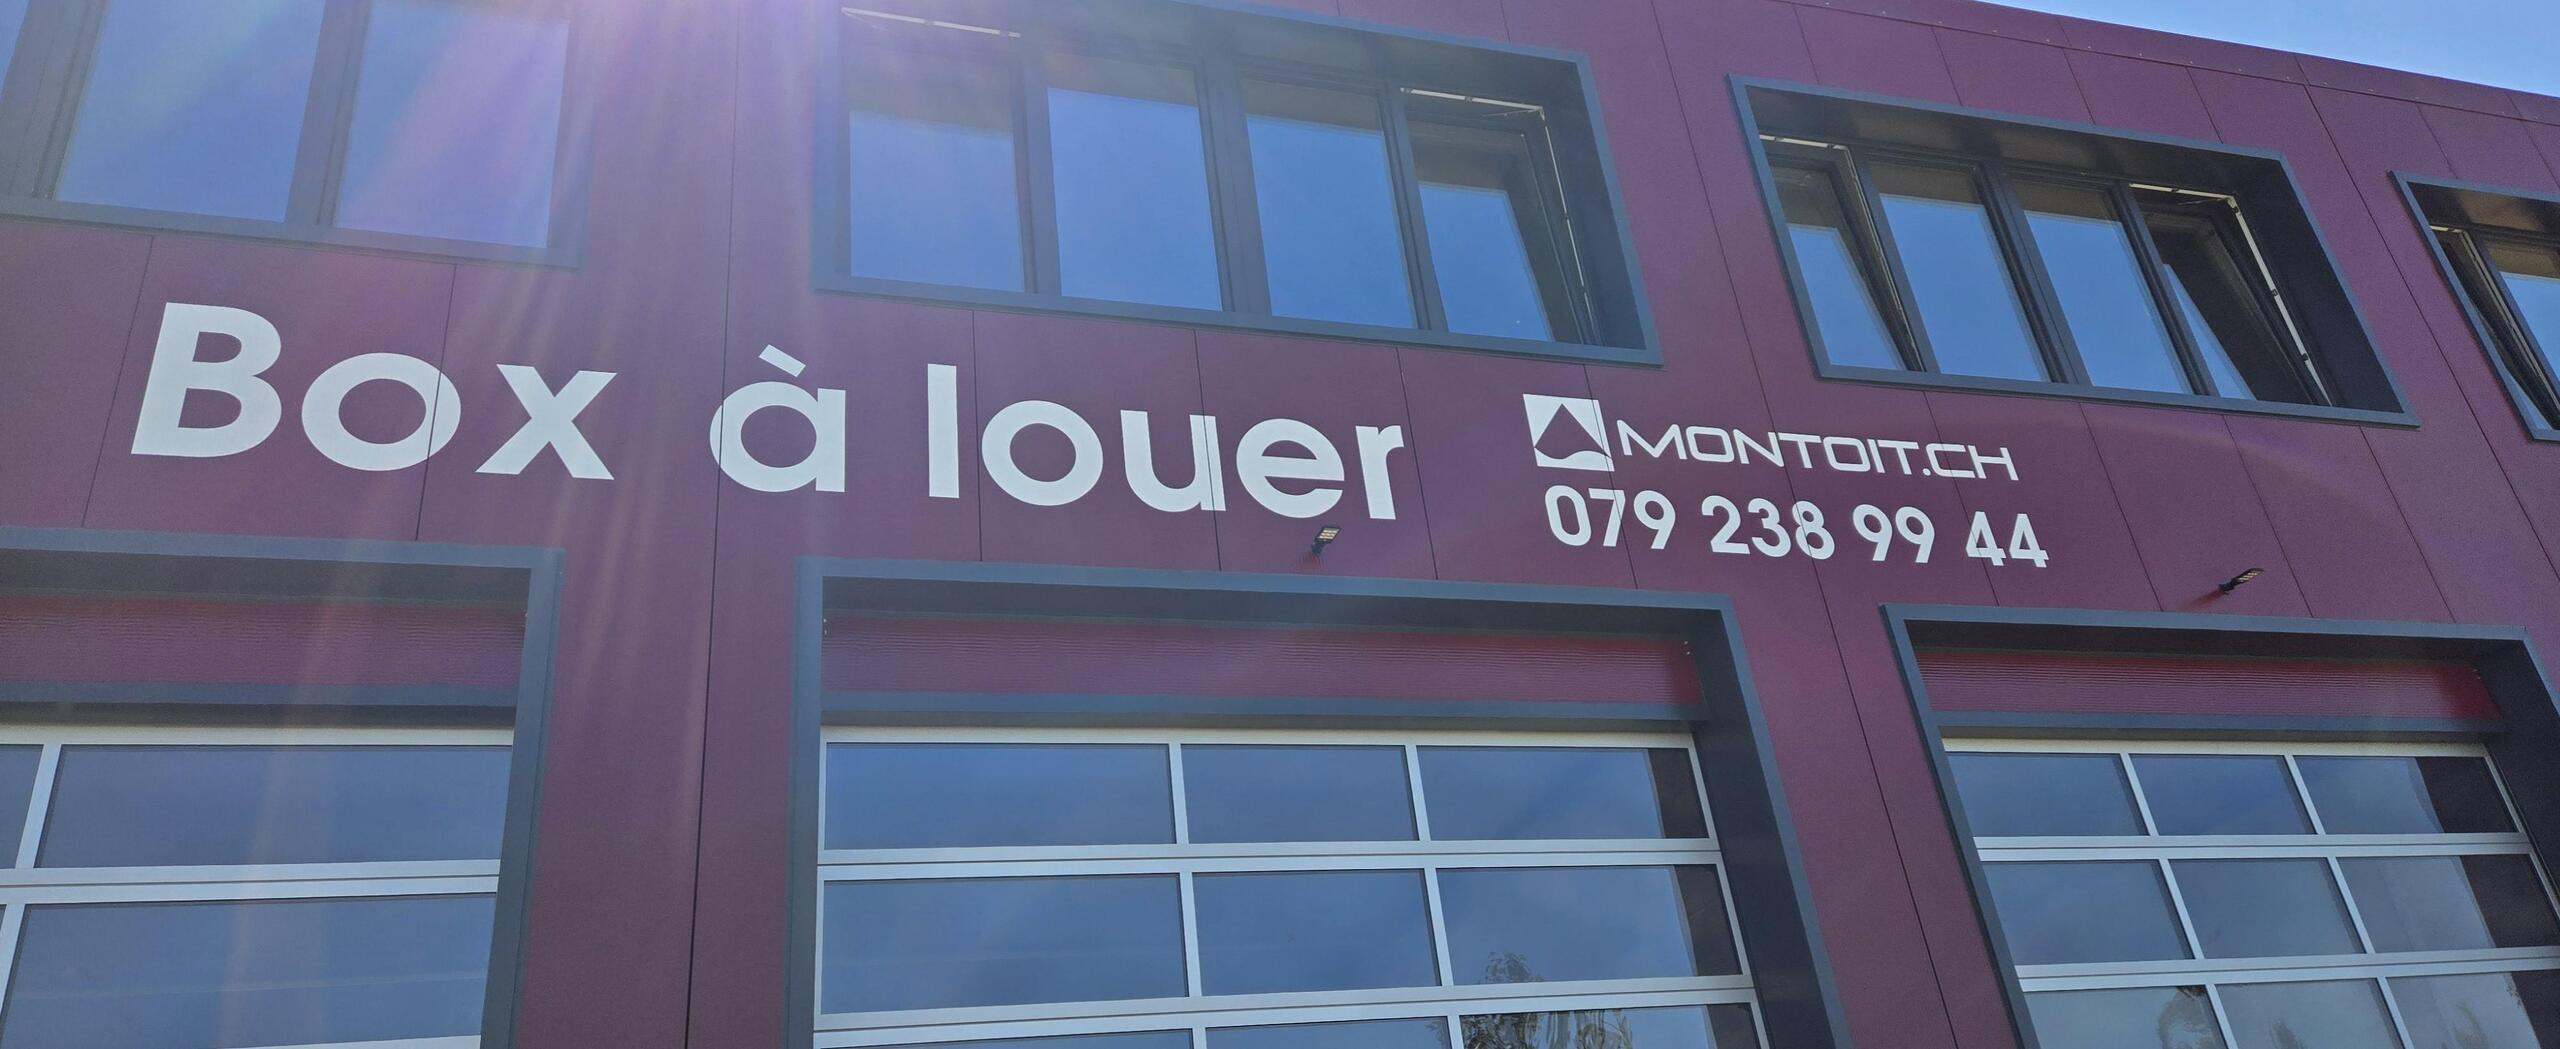 Box à louer
MONTOIT.CH
079 238 99 44